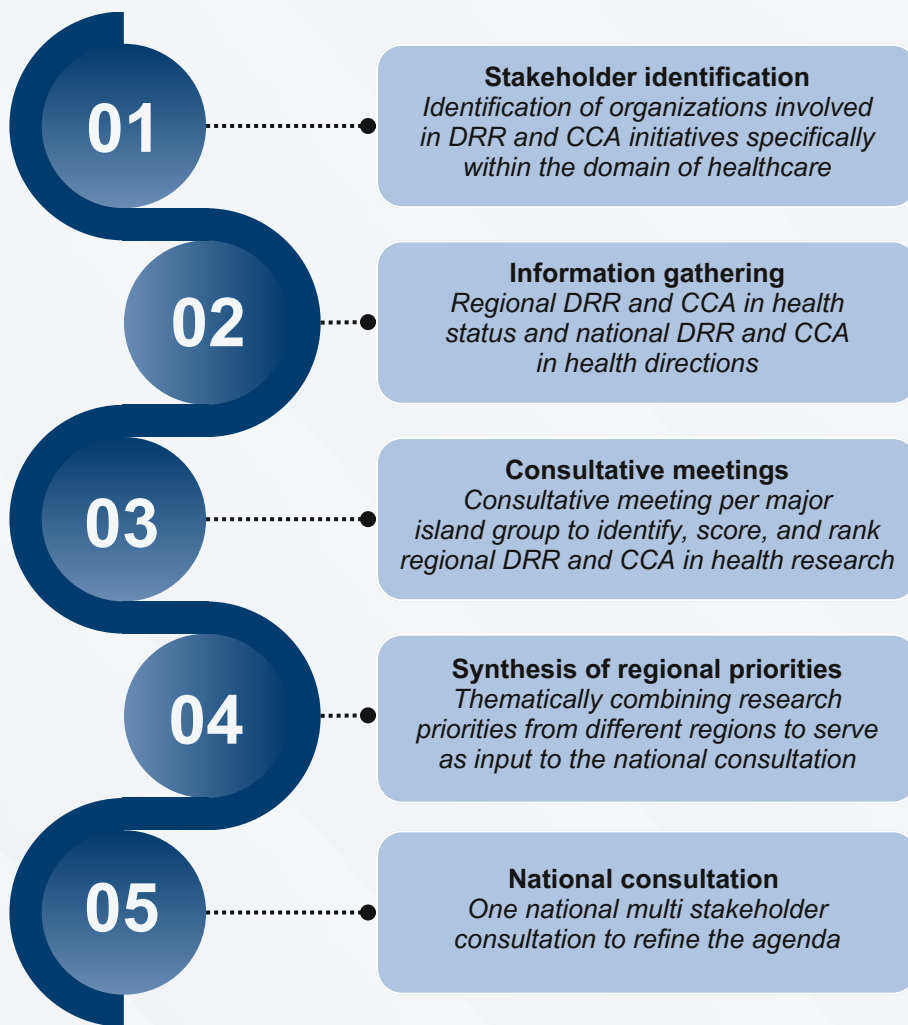 01
Stakeholder identification
Identification of organizations involved
in DRR and CCA initiatives specifically
within the domain of healthcare
02
Information gathering
Regional DRR and CCA in health
status and national DRR and CCA
in health directions
03
Consultative meetings
Consultative meeting per major
island group to identify, score, and rank
regional DRR and CCA in health research
04
Synthesis of regional priorities
Thematically combining research
priorities from different regions to serve
as input to the national consultation
05
National consultation
One national multi stakeholder
consultation to refine the agenda